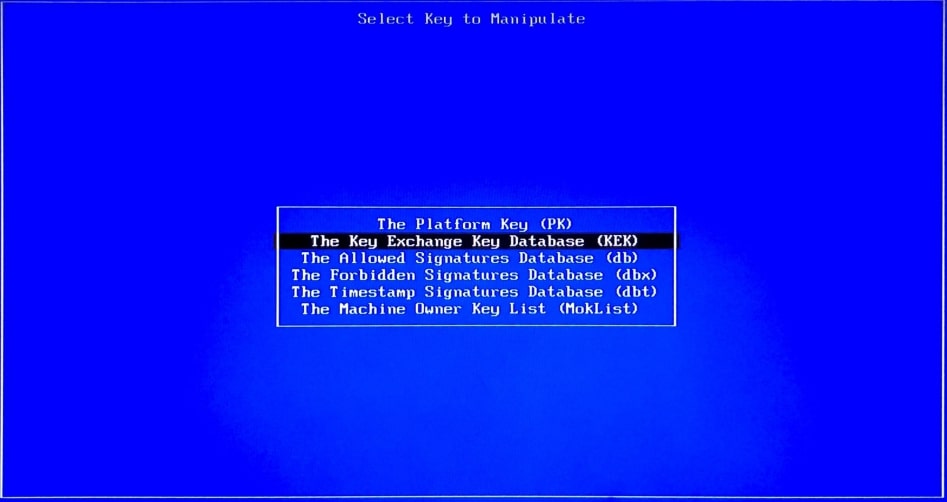 Select Key to Manipulate
The Platform Key (PK)
The Key Exchange Key Database (KEK)
The Allowed Signatures Database (db)
The Forbidden Signatures Database (dbx)
The Timestamp Signatures Database (dbt)
The Machine Owner Key List (MokList)